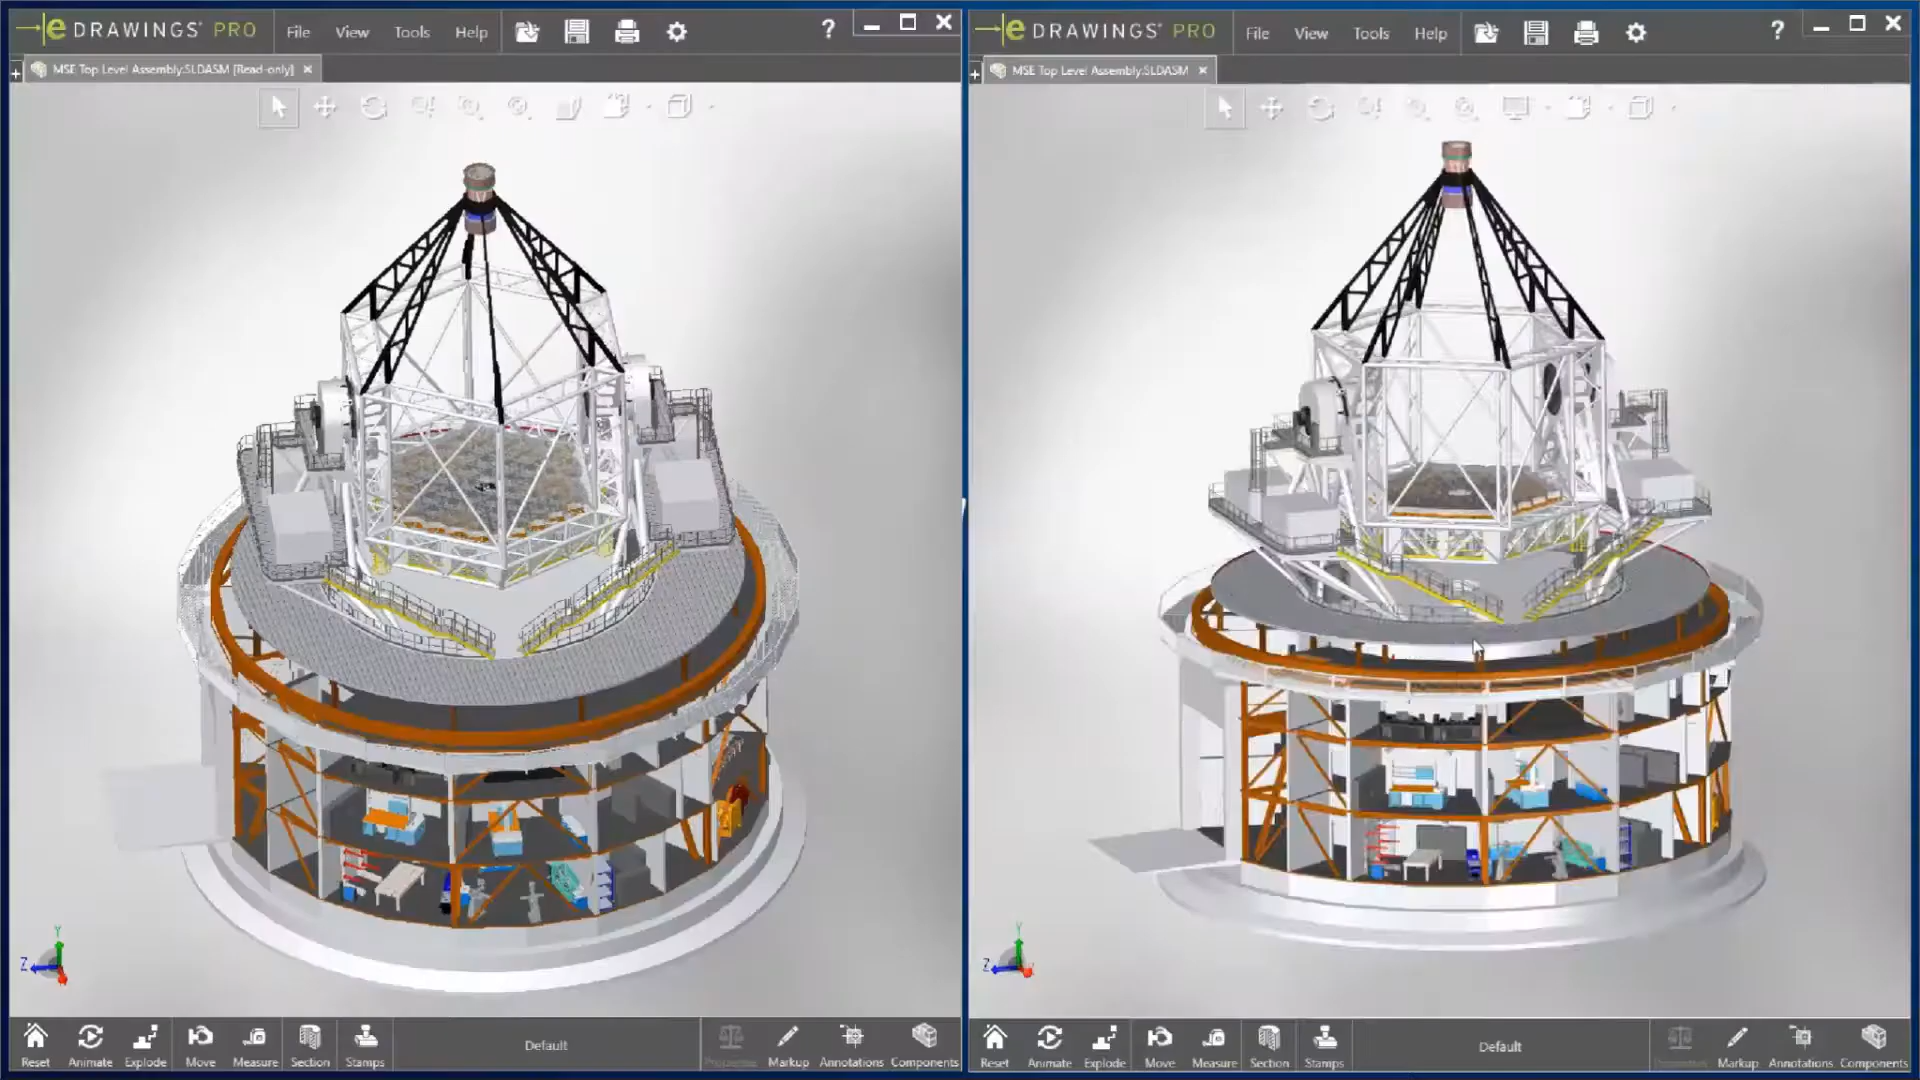 eDRAWINGS® PRO File View Tools Help ?
+ MSE Top Level Assembly.SLDASM [Read-only] ×
Y
Z
Reset Animate Explode Move Measure Section Stamps Default Properties Markup Annotations Components
eDRAWINGS® PRO File View Tools Help ?
+ MSE Top Level Assembly.SLDASM ×
Y
Z
Reset Animate Explode Move Measure Section Stamps Default Properties Markup Annotations Components